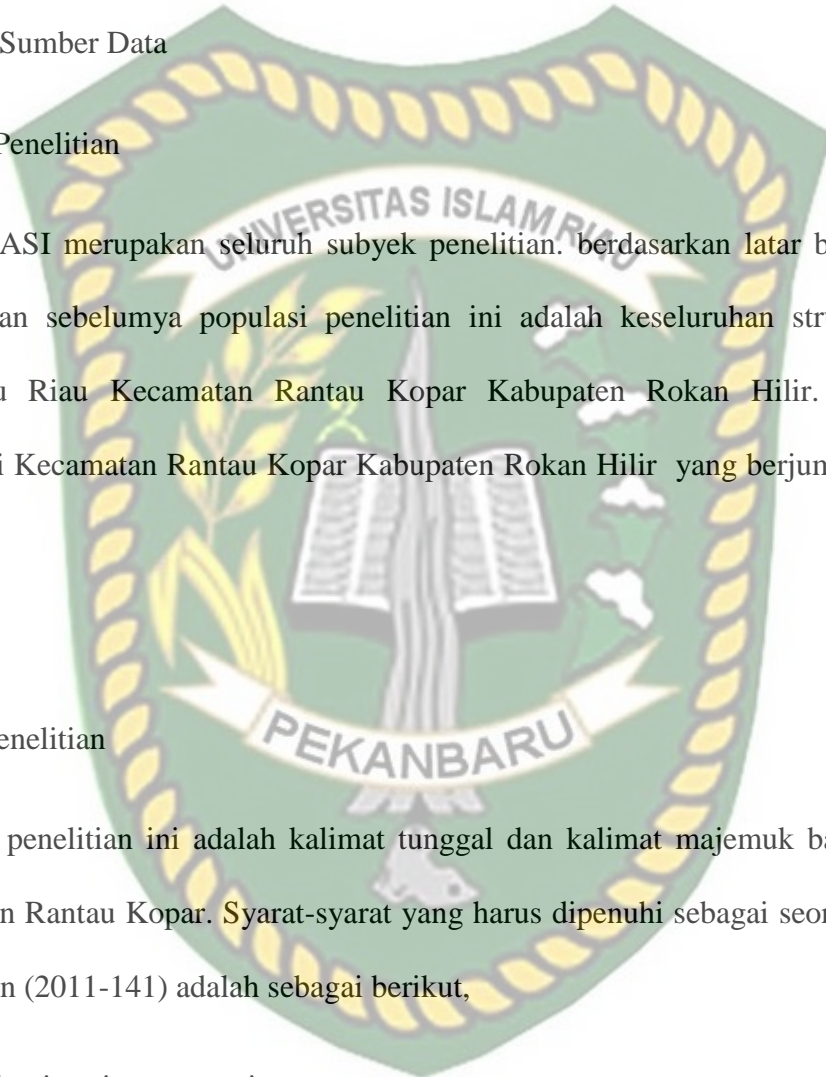 Sumber Data
Penelitian
UNIVERSITAS ISLAM RIAU
ASI merupakan seluruh subyek penelitian. berdasarkan latar b
an sebelumya populasi penelitian ini adalah keseluruhan str
u Riau Kecamatan Rantau Kopar Kabupaten Rokan Hilir.
i Kecamatan Rantau Kopar Kabupaten Rokan Hilir yang berjum
PEKANBARU
enelitian
penelitian ini adalah kalimat tunggal dan kalimat majemuk ba
n Rantau Kopar. Syarat-syarat yang harus dipenuhi sebagai seor
n (2011-141) adalah sebagai berikut,